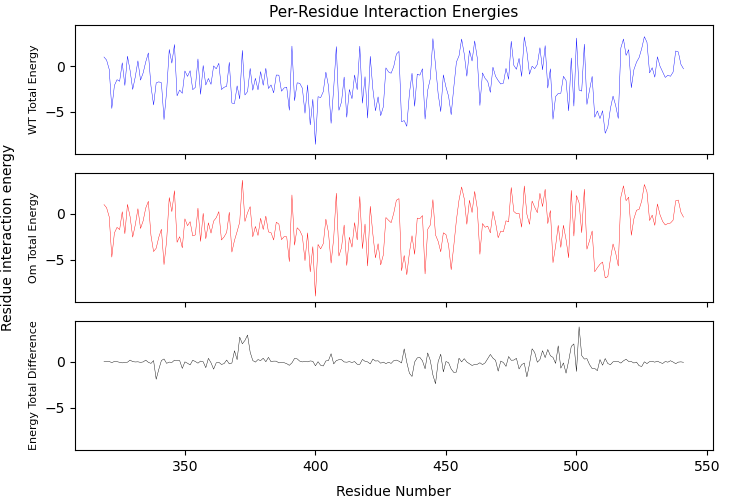 Per-Residue Interaction Energies
Residue interaction energy
WT Total Energy
0
−5
Om Total Energy
0
−5
Energy Total Difference
0
−5
350 400 450 500 550
Residue Number